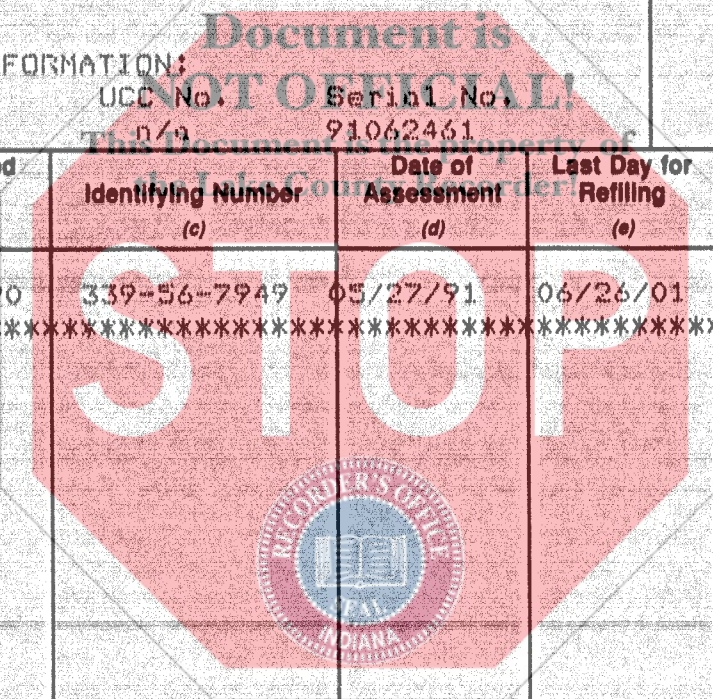 Document is
FORMATION:
NOT OFFICIAL!
UCC No. Serial No.
n/a 91062461
This Document is the property of
the Lake County Recorder!
ed Identifying Number Date of Assessment Last Day for Refiling
(c) (d) (e)
90 339-56-7949 05/27/91 06/26/01
****************************************
STOP
RECORDER'S OFFICE
SEAL
INDIANA